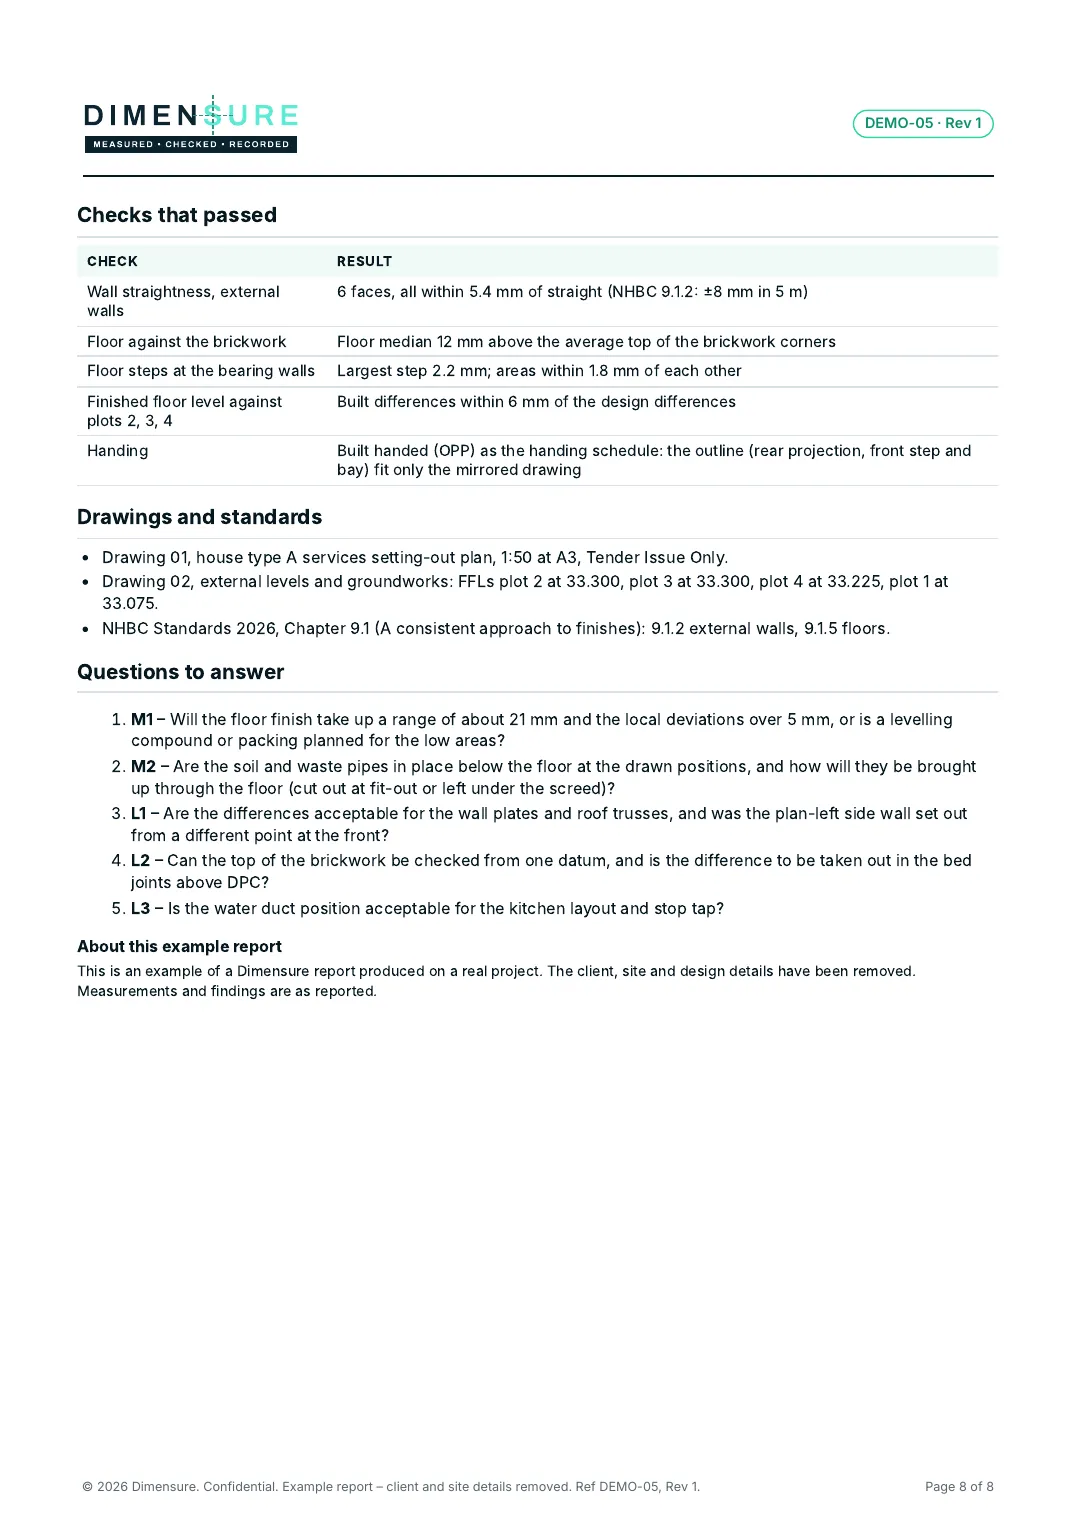 DIMENSURE
MEASURED • CHECKED • RECORDED
DEMO-05 · Rev 1
Checks that passed
CHECK RESULT
Wall straightness, external 6 faces, all within 5.4 mm of straight (NHBC 9.1.2: ±8 mm in 5 m)
walls
Floor against the brickwork Floor median 12 mm above the average top of the brickwork corners
Floor steps at the bearing walls Largest step 2.2 mm; areas within 1.8 mm of each other
Finished floor level against Built differences within 6 mm of the design differences
plots 2, 3, 4
Handing Built handed (OPP) as the handing schedule: the outline (rear projection, front step and
bay) fit only the mirrored drawing
Drawings and standards
• Drawing 01, house type A services setting-out plan, 1:50 at A3, Tender Issue Only.
• Drawing 02, external levels and groundworks: FFLs plot 2 at 33.300, plot 3 at 33.300, plot 4 at 33.225, plot 1 at
33.075.
• NHBC Standards 2026, Chapter 9.1 (A consistent approach to finishes): 9.1.2 external walls, 9.1.5 floors.
Questions to answer
1. M1 – Will the floor finish take up a range of about 21 mm and the local deviations over 5 mm, or is a levelling
compound or packing planned for the low areas?
2. M2 – Are the soil and waste pipes in place below the floor at the drawn positions, and how will they be brought
up through the floor (cut out at fit-out or left under the screed)?
3. L1 – Are the differences acceptable for the wall plates and roof trusses, and was the plan-left side wall set out
from a different point at the front?
4. L2 – Can the top of the brickwork be checked from one datum, and is the difference to be taken out in the bed
joints above DPC?
5. L3 – Is the water duct position acceptable for the kitchen layout and stop tap?
About this example report
This is an example of a Dimensure report produced on a real project. The client, site and design details have been removed.
Measurements and findings are as reported.
© 2026 Dimensure. Confidential. Example report – client and site details removed. Ref DEMO-05, Rev 1. Page 8 of 8